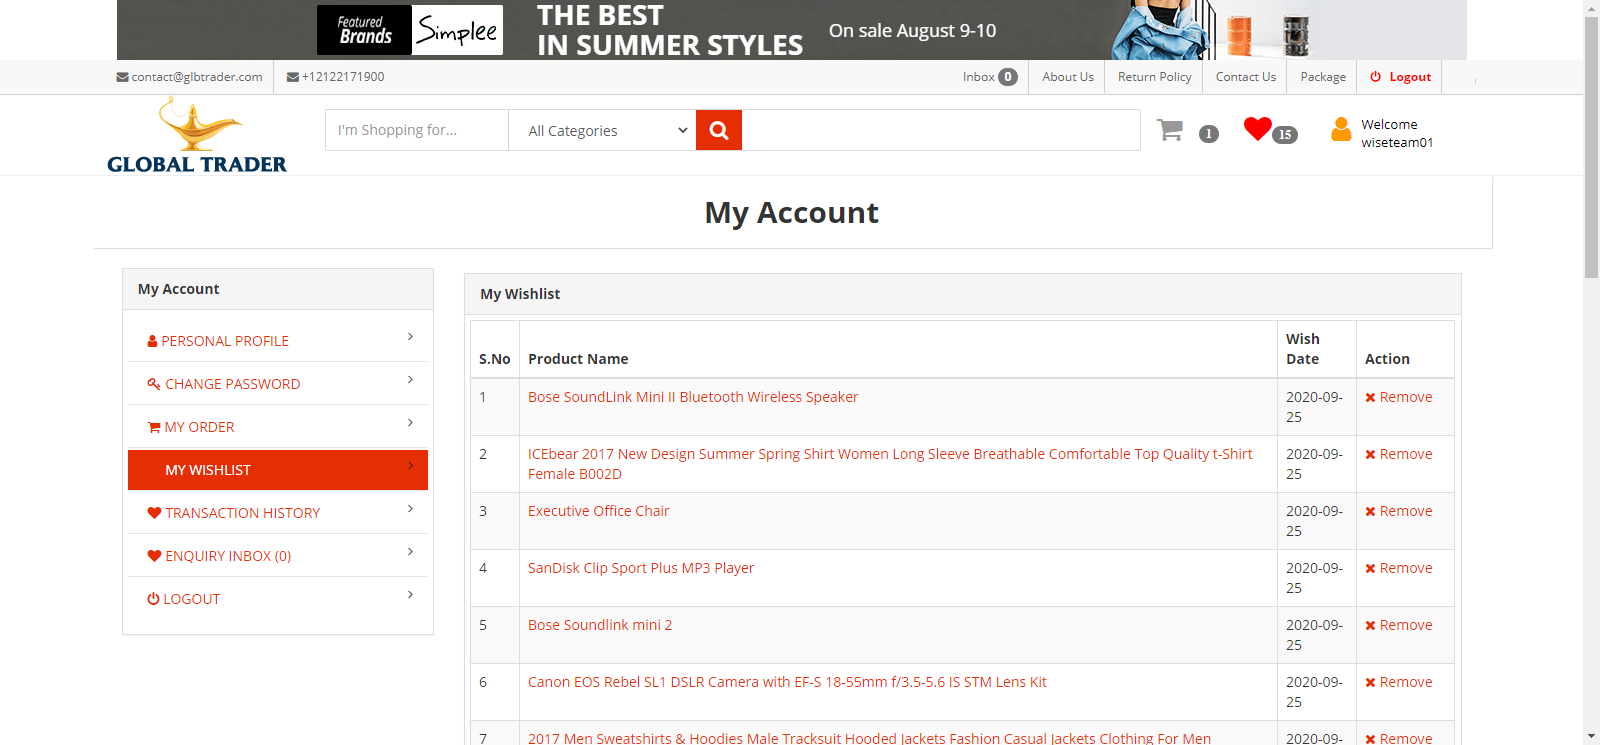 Featured
Brands
Simplee
THE BEST
IN SUMMER STYLES
On sale August 9-10
contact@glbtrader.com
+12122171900
Inbox 0
About Us
Return Policy
Contact Us
Package
Logout
GLOBAL TRADER
I'm Shopping for...
All Categories
1
15
Welcome
wiseteam01
My Account
My Account
PERSONAL PROFILE
CHANGE PASSWORD
MY ORDER
MY WISHLIST
TRANSACTION HISTORY
ENQUIRY INBOX (0)
LOGOUT
My Wishlist
S.No Product Name Wish Date Action
1 Bose SoundLink Mini II Bluetooth Wireless Speaker 2020-09-25 Remove
2 ICEbear 2017 New Design Summer Spring Shirt Women Long Sleeve Breathable Comfortable Top Quality t-Shirt
Female B002D 2020-09-25 Remove
3 Executive Office Chair 2020-09-25 Remove
4 SanDisk Clip Sport Plus MP3 Player 2020-09-25 Remove
5 Bose Soundlink mini 2 2020-09-25 Remove
6 Canon EOS Rebel SL1 DSLR Camera with EF-S 18-55mm f/3.5-5.6 IS STM Lens Kit 2020-09-25 Remove
7 2017 Men Sweatshirts & Hoodies Male Tracksuit Hooded Jackets Fashion Casual Jackets Clothing For Men 2020-09- Remove